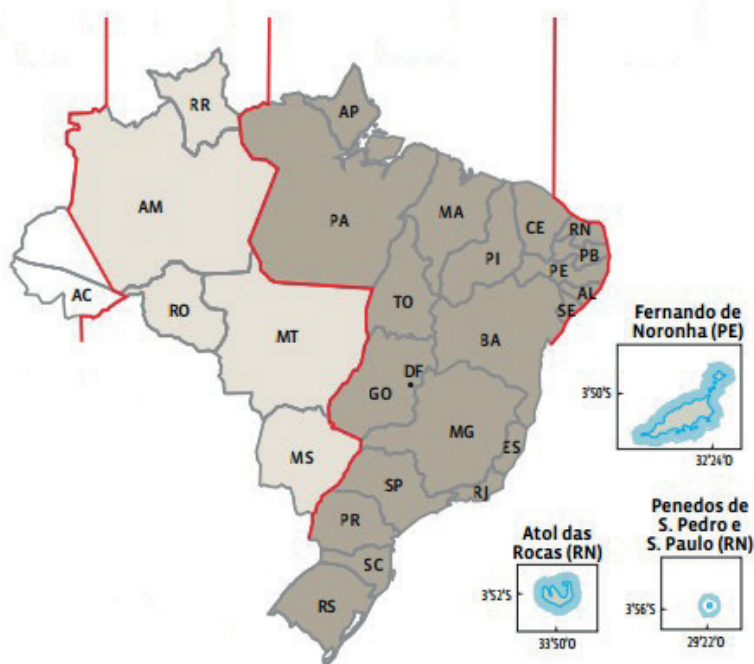 RR
AP
AM
PA
MA
CE
RN
PB
PE
PI
AC
AL
SE
TO
RO
BA
MT
DF
GO
MG
ES
MS
SP
RJ
PR
SC
RS
Fernando de
Noronha (PE)
3°50'S
32°24'O
Atol das
Rocas (RN)
3°52'S
33°50'O
Penedos de
S. Pedro e
S. Paulo (RN)
3°56'S
29°22'O